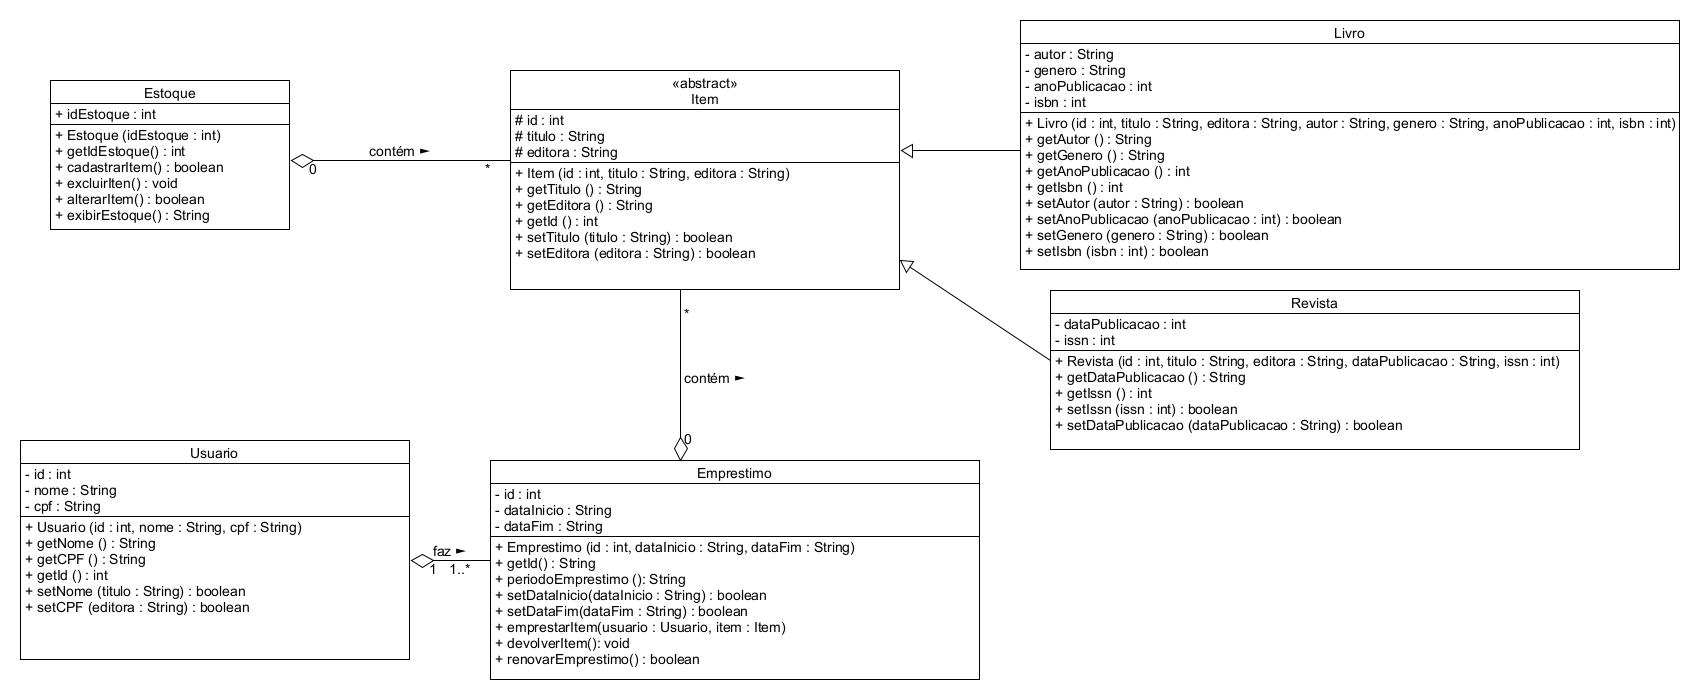 Estoque
+ idEstoque : int
+ Estoque (idEstoque : int)
+ getIdEstoque() : int
+ cadastrarItem() : boolean
+ excluirIten() : void
+ alterarItem() : boolean
+ exibirEstoque() : String
contém ►
0
*
«abstract»
Item
# id : int
# titulo : String
# editora : String
+ Item (id : int, titulo : String, editora : String)
+ getTitulo () : String
+ getEditora () : String
+ getId () : int
+ setTitulo (titulo : String) : boolean
+ setEditora (editora : String) : boolean
Livro
- autor : String
- genero : String
- anoPublicacao : int
- isbn : int
+ Livro (id : int, titulo : String, editora : String, autor : String, genero : String, anoPublicacao : int, isbn : int)
+ getAutor () : String
+ getGenero () : String
+ getAnoPublicacao () : int
+ getIsbn () : int
+ setAutor (autor : String) : boolean
+ setAnoPublicacao (anoPublicacao : int) : boolean
+ setGenero (genero : String) : boolean
+ setIsbn (isbn : int) : boolean
Revista
- dataPublicacao : int
- issn : int
+ Revista (id : int, titulo : String, editora : String, dataPublicacao : String, issn : int)
+ getDataPublicacao () : String
+ getIssn () : int
+ setIssn (issn : int) : boolean
+ setDataPublicacao (dataPublicacao : String) : boolean
*
contém ►
0
Usuario
- id : int
- nome : String
- cpf : String
+ Usuario (id : int, nome : String, cpf : String)
+ getNome () : String
+ getCPF () : String
+ getId () : int
+ setNome (titulo : String) : boolean
+ setCPF (editora : String) : boolean
faz ►
1
1..*
Emprestimo
- id : int
- dataInicio : String
- dataFim : String
+ Emprestimo (id : int, dataInicio : String, dataFim : String)
+ getId() : String
+ periodoEmprestimo (): String
+ setDataInicio(dataInicio : String) : boolean
+ setDataFim(dataFim : String) : boolean
+ emprestarItem(usuario : Usuario, item : Item)
+ devolverItem(): void
+ renovarEmprestimo() : boolean